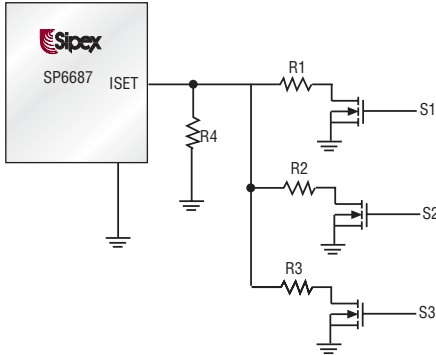 Sipex
SP6687
ISET
R1
S1
R4
R2
S2
R3
S3